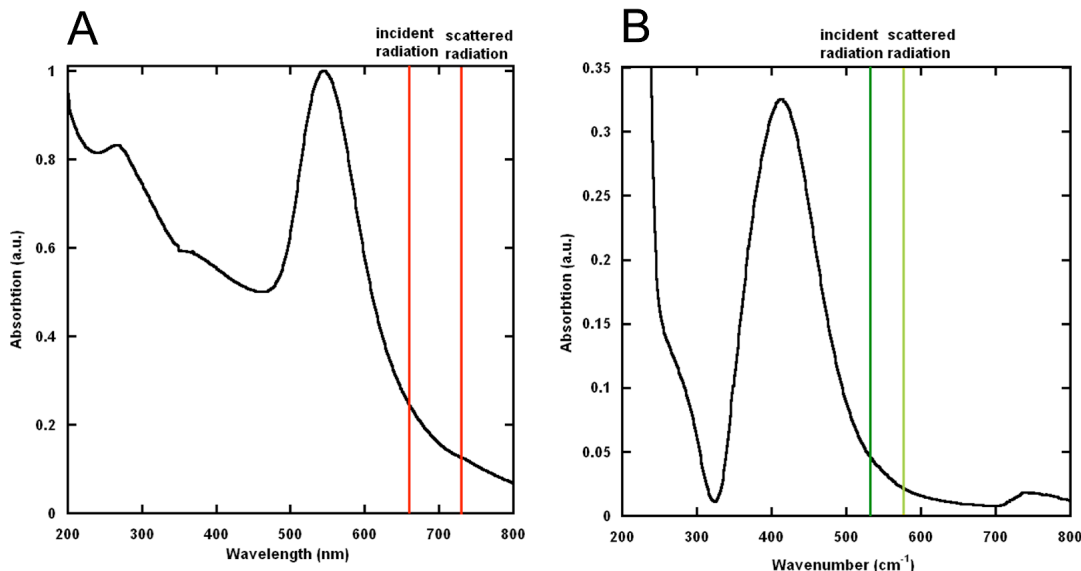 A
incident
radiation
scattered
radiation
1
0.8
0.6
0.4
0.2
0
Absorbtion (a.u.)
200 300 400 500 600 700 800
Wavelength (nm)
B
incident scattered
radiation radiation
0.35
0.3
0.25
0.2
0.15
0.1
0.05
0
Absorbtion (a.u.)
200 300 400 500 600 700 800
Wavenumber (cm⁻¹)